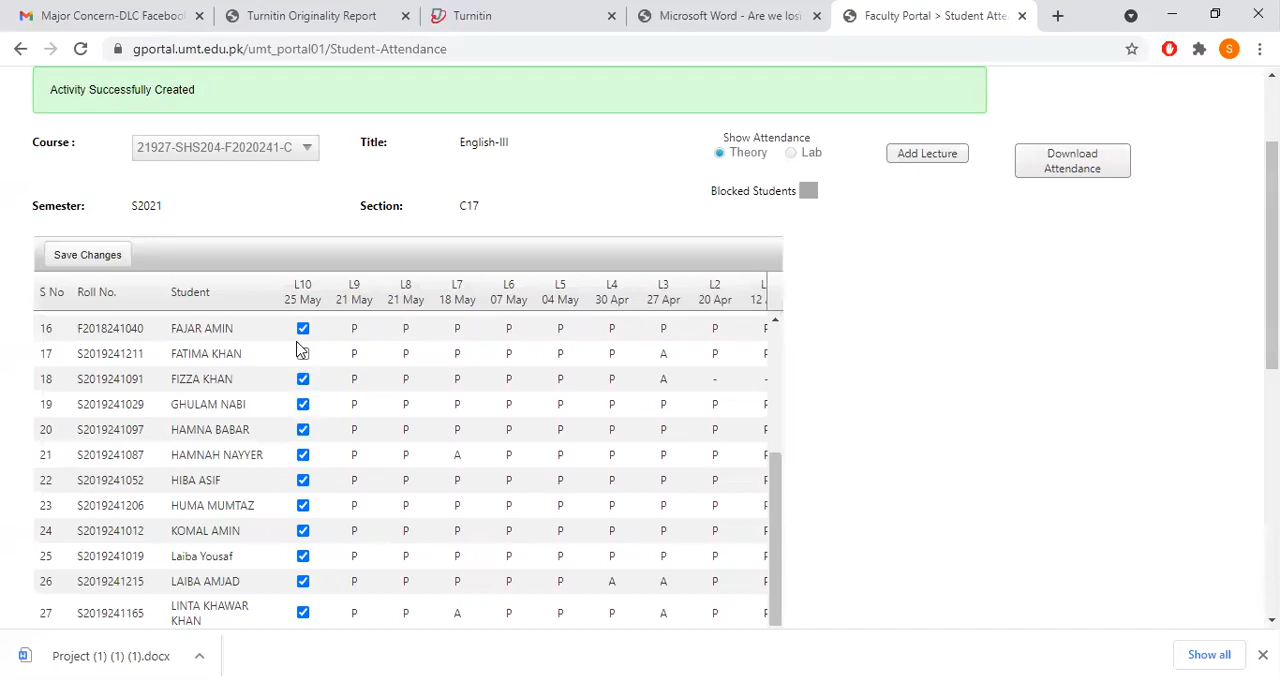 Major Concern-DLC Facebook
Turnitin Originality Report
Turnitin
Microsoft Word - Are we losi
Faculty Portal > Student Atte
gportal.umt.edu.pk/umt_portal01/Student-Attendance
S
Activity Successfully Created
Course : 21927-SHS204-F2020241-C Title: English-III Show Attendance
Theory Lab Add Lecture Download Attendance
Blocked Students
Semester: S2021 Section: C17
Save Changes
S No Roll No. Student L10 25 May L9 21 May L8 21 May L7 18 May L6 07 May L5 04 May L4 30 Apr L3 27 Apr L2 20 Apr L 12
16 F2018241040 FAJAR AMIN P P P P P P P P P
17 S2019241211 FATIMA KHAN P P P P P P A P P
18 S2019241091 FIZZA KHAN P P P P P P A - -
19 S2019241029 GHULAM NABI P P P P P P P P P
20 S2019241097 HAMNA BABAR P P P P P P P P P
21 S2019241087 HAMNAH NAYYER P P A P P P P P P
22 S2019241052 HIBA ASIF P P P P P P P P P
23 S2019241206 HUMA MUMTAZ P P P P P P P P P
24 S2019241012 KOMAL AMIN P P P P P P P P P
25 S2019241019 Laiba Yousaf P P P P P P P P P
26 S2019241215 LAIBA AMJAD P P P P P A A P P
27 S2019241165 LINTA KHAWAR KHAN P P A P P P A P P
Project (1) (1) (1).docx
Show all